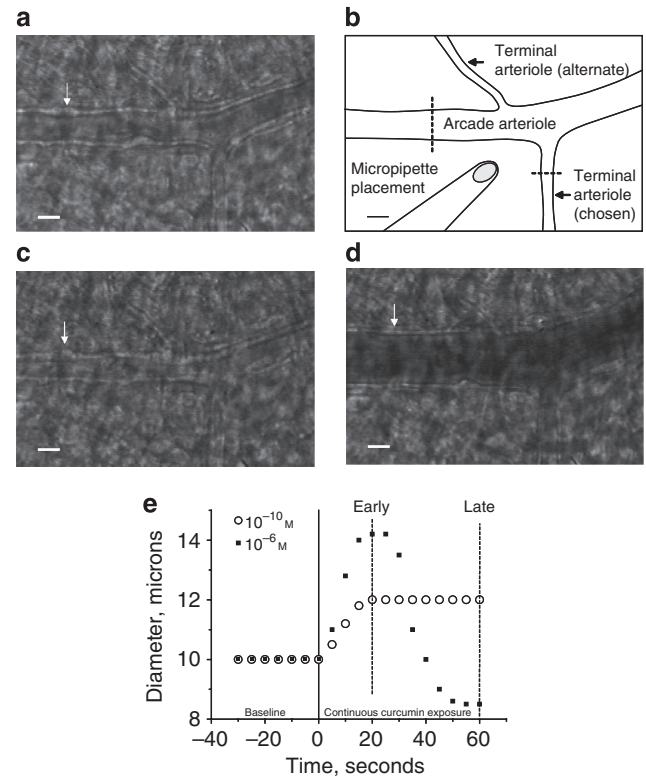 a
b
Terminal
arteriole (alternate)
Arcade arteriole
Micropipette
placement
Terminal
arteriole
(chosen)
c
d
e
Early
Late
10⁻¹⁰ M
10⁻⁶ M
14
12
10
8
Diameter, microns
Baseline
Continuous curcumin exposure
−40
−20
0
20
40
60
Time, seconds